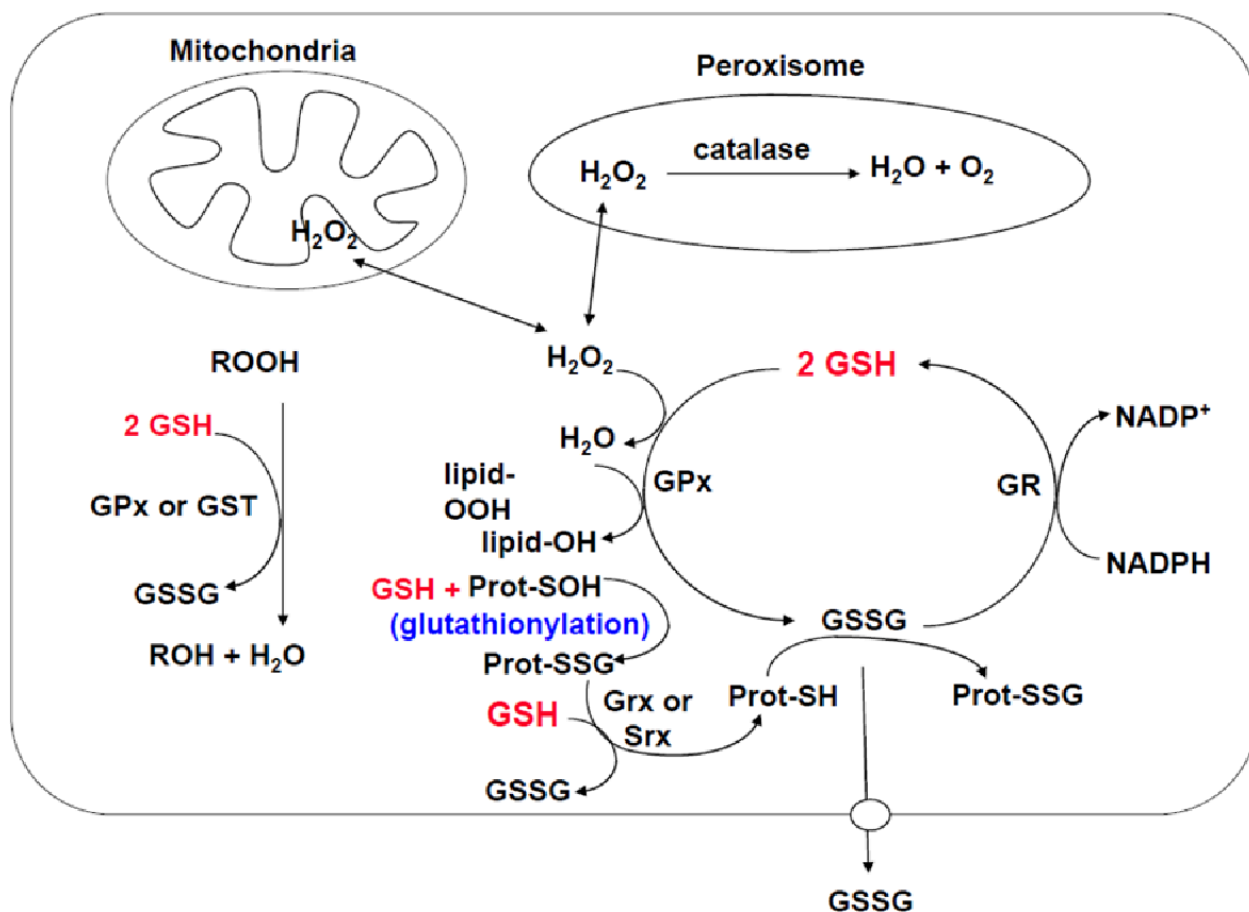 Mitochondria
Peroxisome
H₂O₂
catalase
H₂O + O₂
H₂O₂
H₂O₂
2 GSH
ROOH
2 GSH
GPx or GST
GSSG
ROH + H₂O
H₂O
lipid-
OOH
lipid-OH
GPx
GR
NADP⁺
NADPH
GSH + Prot-SOH
(glutathionylation)
Prot-SSG
GSH
Grx or
Srx
GSSG
Prot-SH
GSSG
Prot-SSG
GSSG